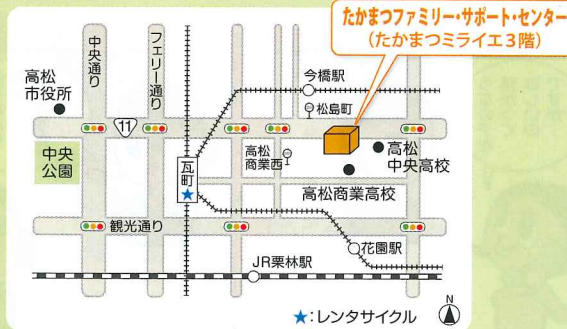 たかまつファミリー・サポート・センター
（たかまつミライエ３階）
中央通り
フェリー通り
高松
市役所
今橋駅
松島町
11
中央
公園
瓦町
高松
商業西
高松
中央高校
高松商業高校
観光通り
花園駅
JR栗林駅
★：レンタサイクル
N